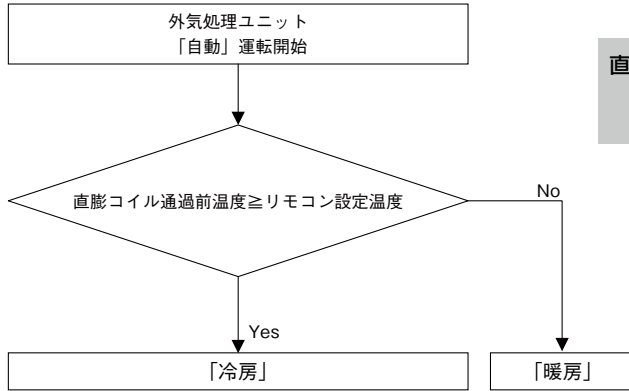 外気処理ユニット
「自動」運転開始
直
直膨コイル通過前温度≧リモコン設定温度
No
Yes
「冷房」
「暖房」